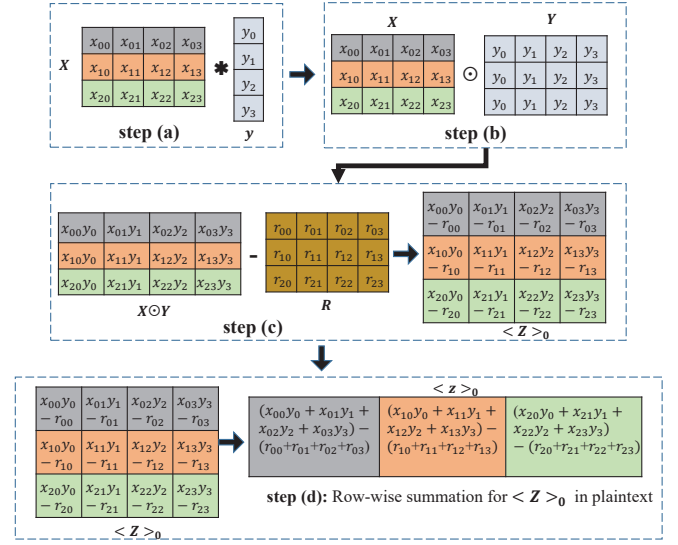 X
x₀₀ x₀₁ x₀₂ x₀₃
x₁₀ x₁₁ x₁₂ x₁₃
x₂₀ x₂₁ x₂₂ x₂₃
✱
y₀
y₁
y₂
y₃
y
step (a)
X
Y
x₀₀ x₀₁ x₀₂ x₀₃
x₁₀ x₁₁ x₁₂ x₁₃
x₂₀ x₂₁ x₂₂ x₂₃
⊙
y₀ y₁ y₂ y₃
y₀ y₁ y₂ y₃
y₀ y₁ y₂ y₃
step (b)
x₀₀y₀ x₀₁y₁ x₀₂y₂ x₀₃y₃
x₁₀y₀ x₁₁y₁ x₁₂y₂ x₁₃y₃
x₂₀y₀ x₂₁y₁ x₂₂y₂ x₂₃y₃
X⊙Y
-
r₀₀ r₀₁ r₀₂ r₀₃
r₁₀ r₁₁ r₁₂ r₁₃
r₂₀ r₂₁ r₂₂ r₂₃
R
x₀₀y₀ x₀₁y₁ x₀₂y₂ x₀₃y₃
− r₀₀ − r₀₁ − r₀₂ − r₀₃
x₁₀y₀ x₁₁y₁ x₁₂y₂ x₁₃y₃
− r₁₀ − r₁₁ − r₁₂ − r₁₃
x₂₀y₀ x₂₁y₁ x₂₂y₂ x₂₃y₃
− r₂₀ − r₂₁ − r₂₂ − r₂₃
< Z >₀
step (c)
x₀₀y₀ x₀₁y₁ x₀₂y₂ x₀₃y₃
− r₀₀ − r₀₁ − r₀₂ − r₀₃
x₁₀y₀ x₁₁y₁ x₁₂y₂ x₁₃y₃
− r₁₀ − r₁₁ − r₁₂ − r₁₃
x₂₀y₀ x₂₁y₁ x₂₂y₂ x₂₃y₃
− r₂₀ − r₂₁ − r₂₂ − r₂₃
< Z >₀
< z >₀
(x₀₀y₀ + x₀₁y₁ +
x₀₂y₂ + x₀₃y₃) −
(r₀₀+r₀₁+r₀₂+r₀₃)
(x₁₀y₀ + x₁₁y₁ +
x₁₂y₂ + x₁₃y₃) −
(r₁₀+r₁₁+r₁₂+r₁₃)
(x₂₀y₀ + x₂₁y₁ +
x₂₂y₂ + x₂₃y₃)
− (r₂₀+r₂₁+r₂₂+r₂₃)
step (d): Row-wise summation for < Z >₀ in plaintext